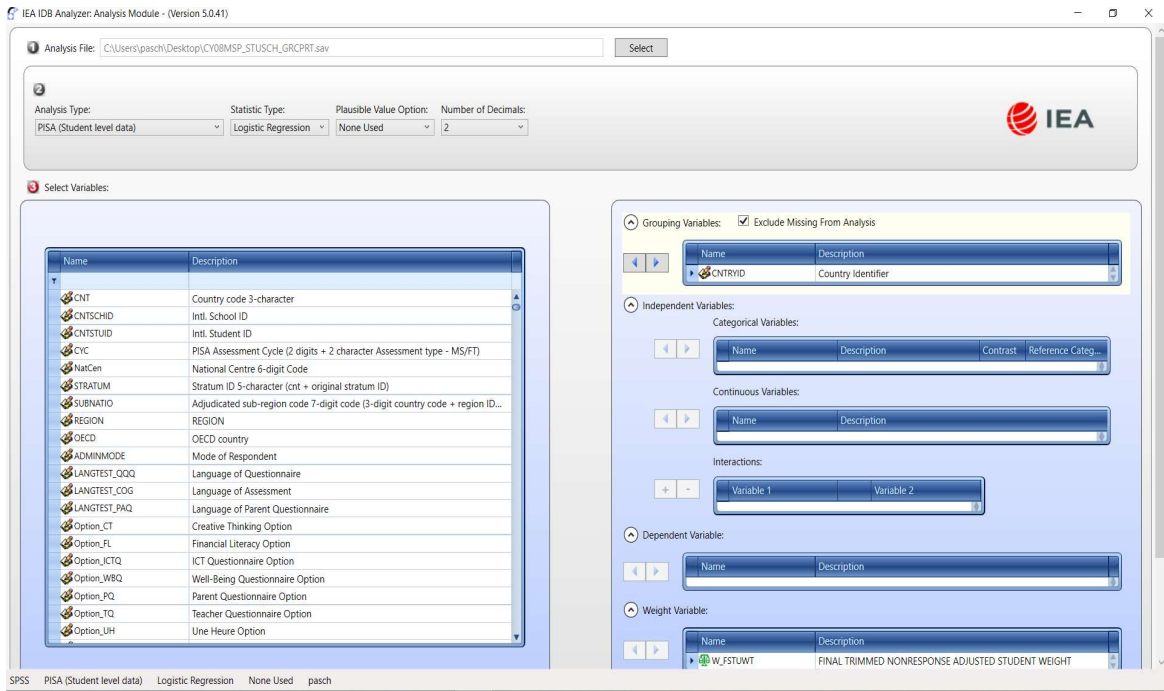 IEA IDB Analyzer: Analysis Module - (Version 5.0.41)
1 Analysis File: C:\Users\pasch\Desktop\CY08MSP_STUSCH_GRCPRT.sav Select
2
Analysis Type: Statistic Type: Plausible Value Option: Number of Decimals:
PISA (Student level data) Logistic Regression None Used 2
IEA
3 Select Variables:
Name Description
CNT Country code 3-character
CNTSCHID Intl. School ID
CNTSTUID Intl. Student ID
CYC PISA Assessment Cycle (2 digits + 2 character Assessment type - MS/FT)
NatCen National Centre 6-digit Code
STRATUM Stratum ID 5-character (cnt + original stratum ID)
SUBNATIO Adjudicated sub-region code 7-digit code (3-digit country code + region ID...
REGION REGION
OECD OECD country
ADMINMODE Mode of Respondent
LANGTEST_QQQ Language of Questionnaire
LANGTEST_COG Language of Assessment
LANGTEST_PAQ Language of Parent Questionnaire
Option_CT Creative Thinking Option
Option_FL Financial Literacy Option
Option_ICTQ ICT Questionnaire Option
Option_WBQ Well-Being Questionnaire Option
Option_PQ Parent Questionnaire Option
Option_TQ Teacher Questionnaire Option
Option_UH Une Heure Option
Grouping Variables: Exclude Missing From Analysis
Name Description
CNTRYID Country Identifier
Independent Variables:
Categorical Variables:
Name Description Contrast Reference Categ...
Continuous Variables:
Name Description
Interactions:
+ - Variable 1 Variable 2
Dependent Variable:
Name Description
Weight Variable:
Name Description
W_FSTUWT FINAL TRIMMED NONRESPONSE ADJUSTED STUDENT WEIGHT
SPSS PISA (Student level data) Logistic Regression None Used pasch